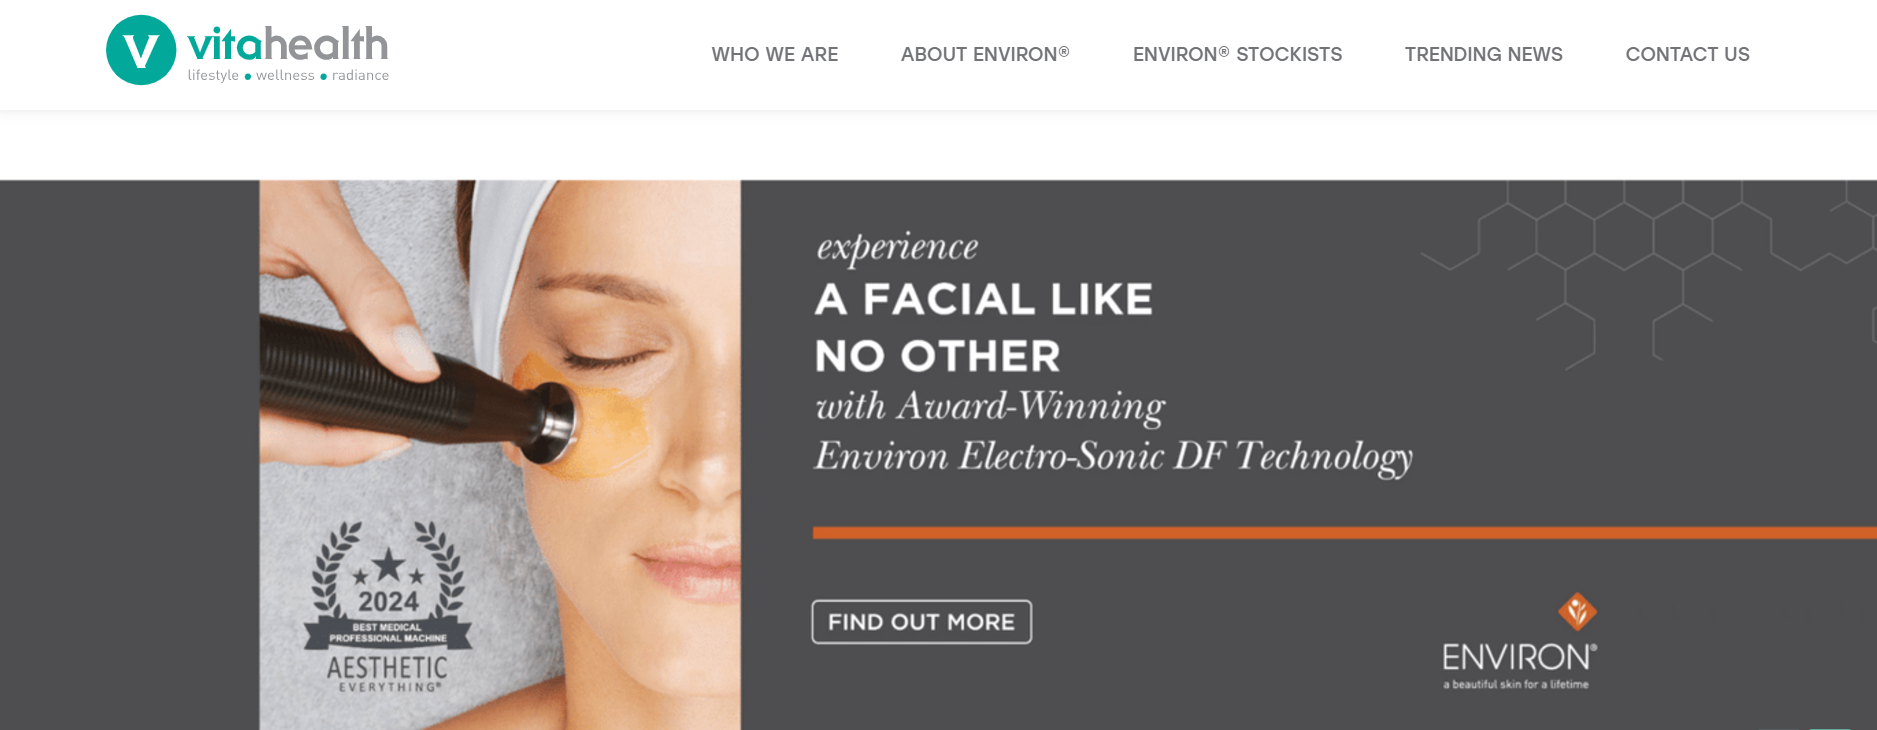 V
vitahealth
lifestyle • wellness • radiance
WHO WE ARE
ABOUT ENVIRON®
ENVIRON® STOCKISTS
TRENDING NEWS
CONTACT US
experience
A FACIAL LIKE
NO OTHER
with Award-Winning
Environ Electro-Sonic DF Technology
2024
BEST MEDICAL
PROFESSIONAL MACHINE
AESTHETIC
EVERYTHING®
FIND OUT MORE
ENVIRON®
a beautiful skin for a lifetime